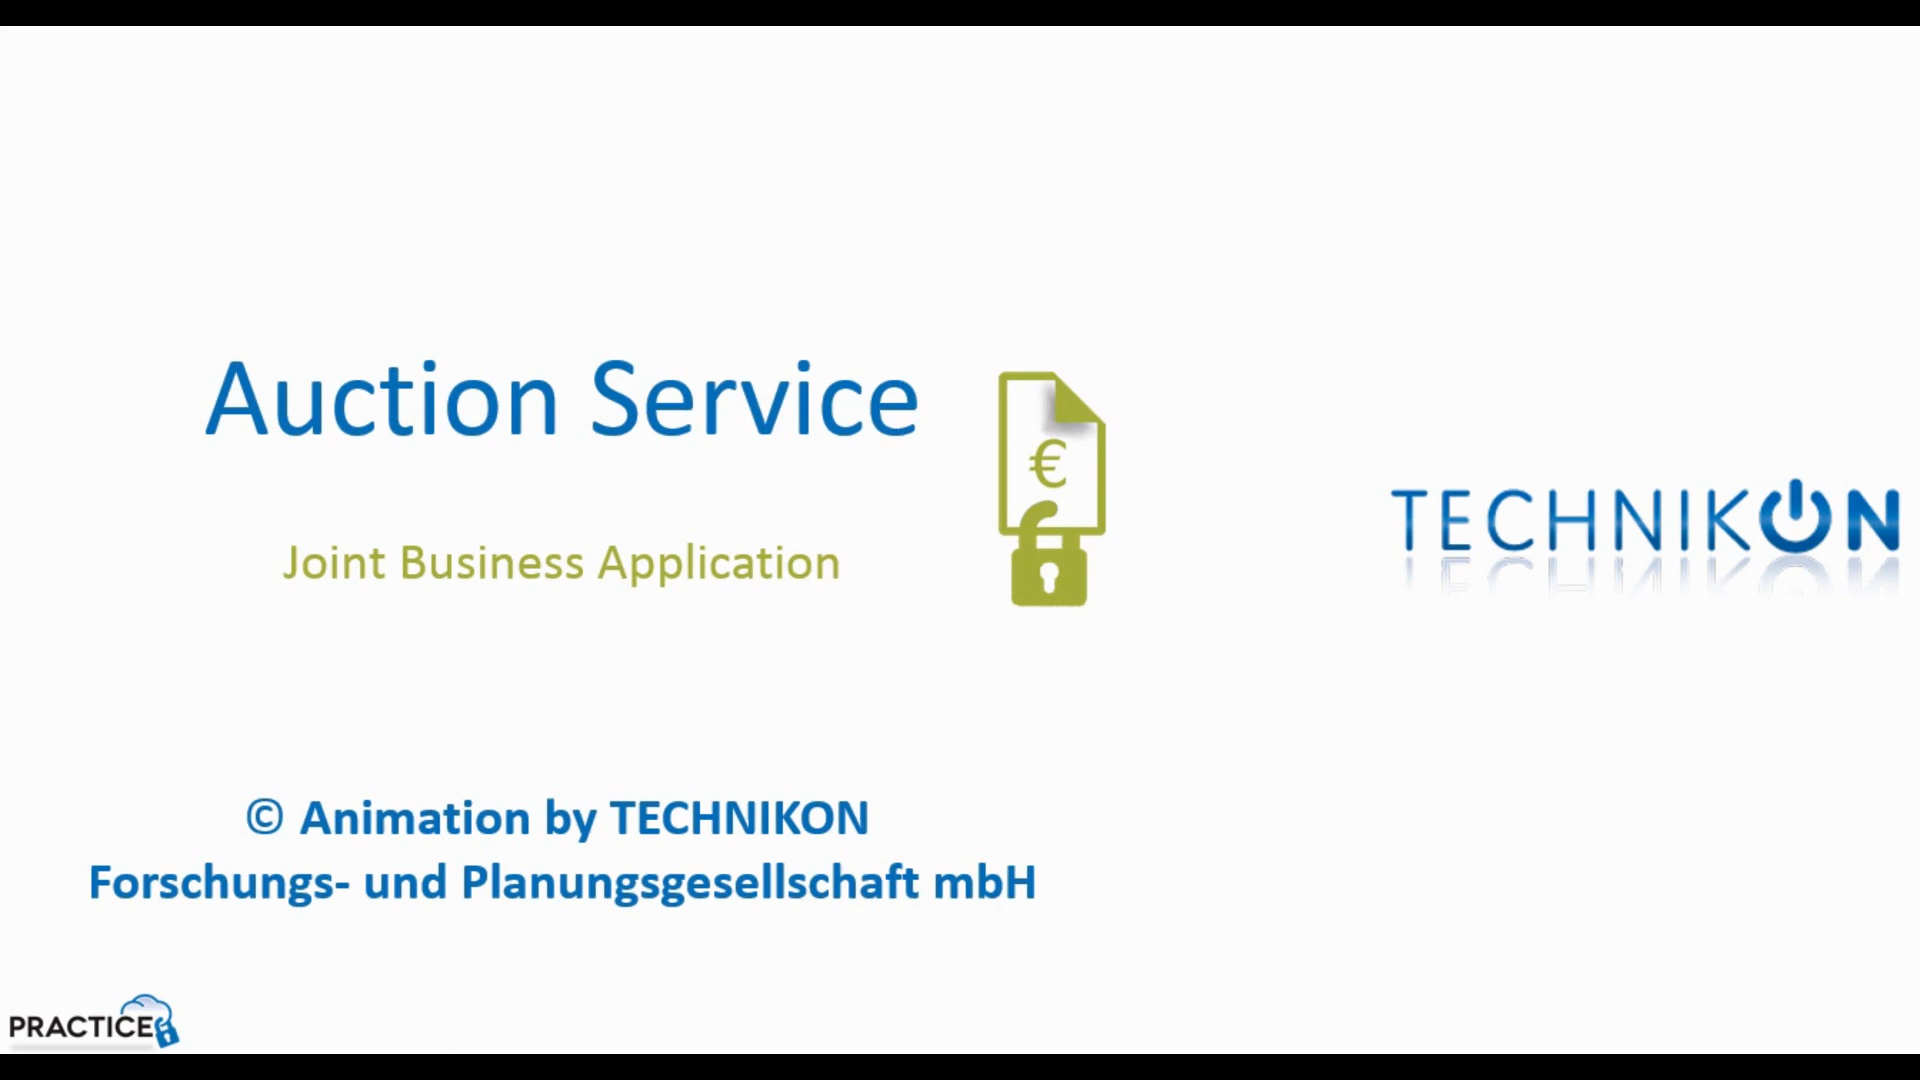 Auction Service
€
Joint Business Application
TECHNIKON
© Animation by TECHNIKON
Forschungs- und Planungsgesellschaft mbH
PRACTICE